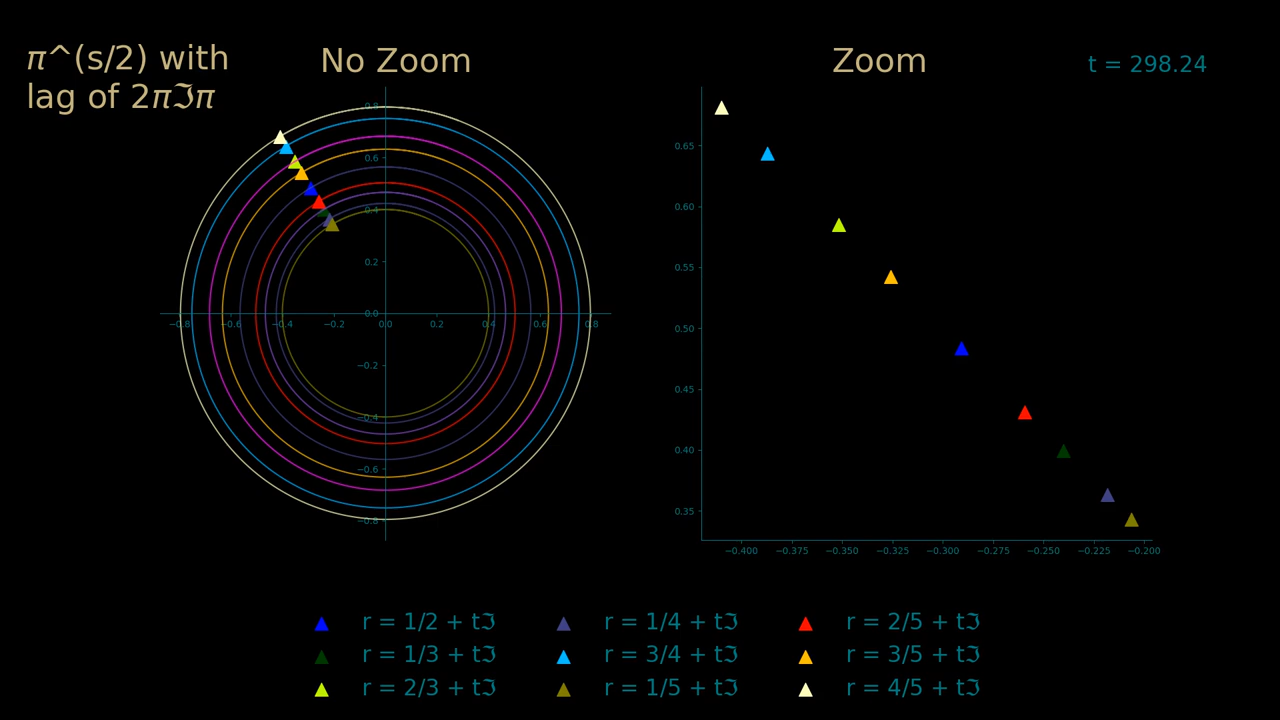 π^(s/2) with
lag of 2πℑπ
No Zoom
Zoom
t = 298.24
0.8
0.6
0.4
0.2
0.0
−0.2
−0.4
−0.6
−0.8
−0.8 −0.6 −0.4 −0.2 0.0 0.2 0.4 0.6 0.8
0.65
0.60
0.55
0.50
0.45
0.40
0.35
−0.400 −0.375 −0.350 −0.325 −0.300 −0.275 −0.250 −0.225 −0.200
r = 1/2 + tℑ r = 1/4 + tℑ r = 2/5 + tℑ
r = 1/3 + tℑ r = 3/4 + tℑ r = 3/5 + tℑ
r = 2/3 + tℑ r = 1/5 + tℑ r = 4/5 + tℑ